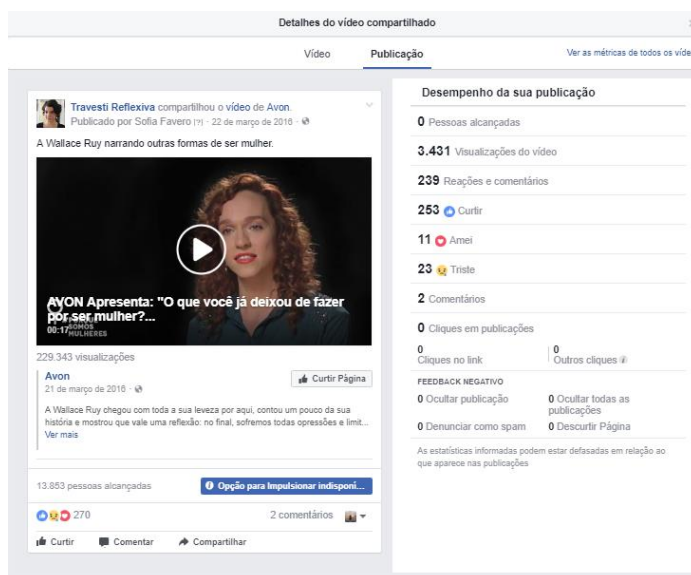 Detalhes do vídeo compartilhado
Vídeo
Publicação
Ver as métricas de todos os víde
Travesti Reflexiva compartilhou o vídeo de Avon.
Publicado por Sofia Favero [?] · 22 de março de 2016 ·
A Wallace Ruy narrando outras formas de ser mulher.
AVON Apresenta: "O que você já deixou de fazer
por ser mulher?...
00:17
SOMOS
MULHERES
229.343 visualizações
Avon
21 de março de 2016 ·
Curtir Página
A Wallace Ruy chegou com toda a sua leveza por aqui, contou um pouco da sua
história e mostrou que vale uma reflexão: no final, sofremos todas opressões e limit...
Ver mais
13.853 pessoas alcançadas
Opção para Impulsionar indisponí...
270
2 comentários
Curtir
Comentar
Compartilhar
Desempenho da sua publicação
0 Pessoas alcançadas
3.431 Visualizações do vídeo
239 Reações e comentários
253 Curtir
11 Amei
23 Triste
2 Comentários
0 Cliques em publicações
0
Cliques no link
0
Outros cliques
FEEDBACK NEGATIVO
0 Ocultar publicação
0 Ocultar todas as
publicações
0 Denunciar como spam
0 Descurtir Página
As estatísticas informadas podem estar defasadas em relação ao
que aparece nas publicações